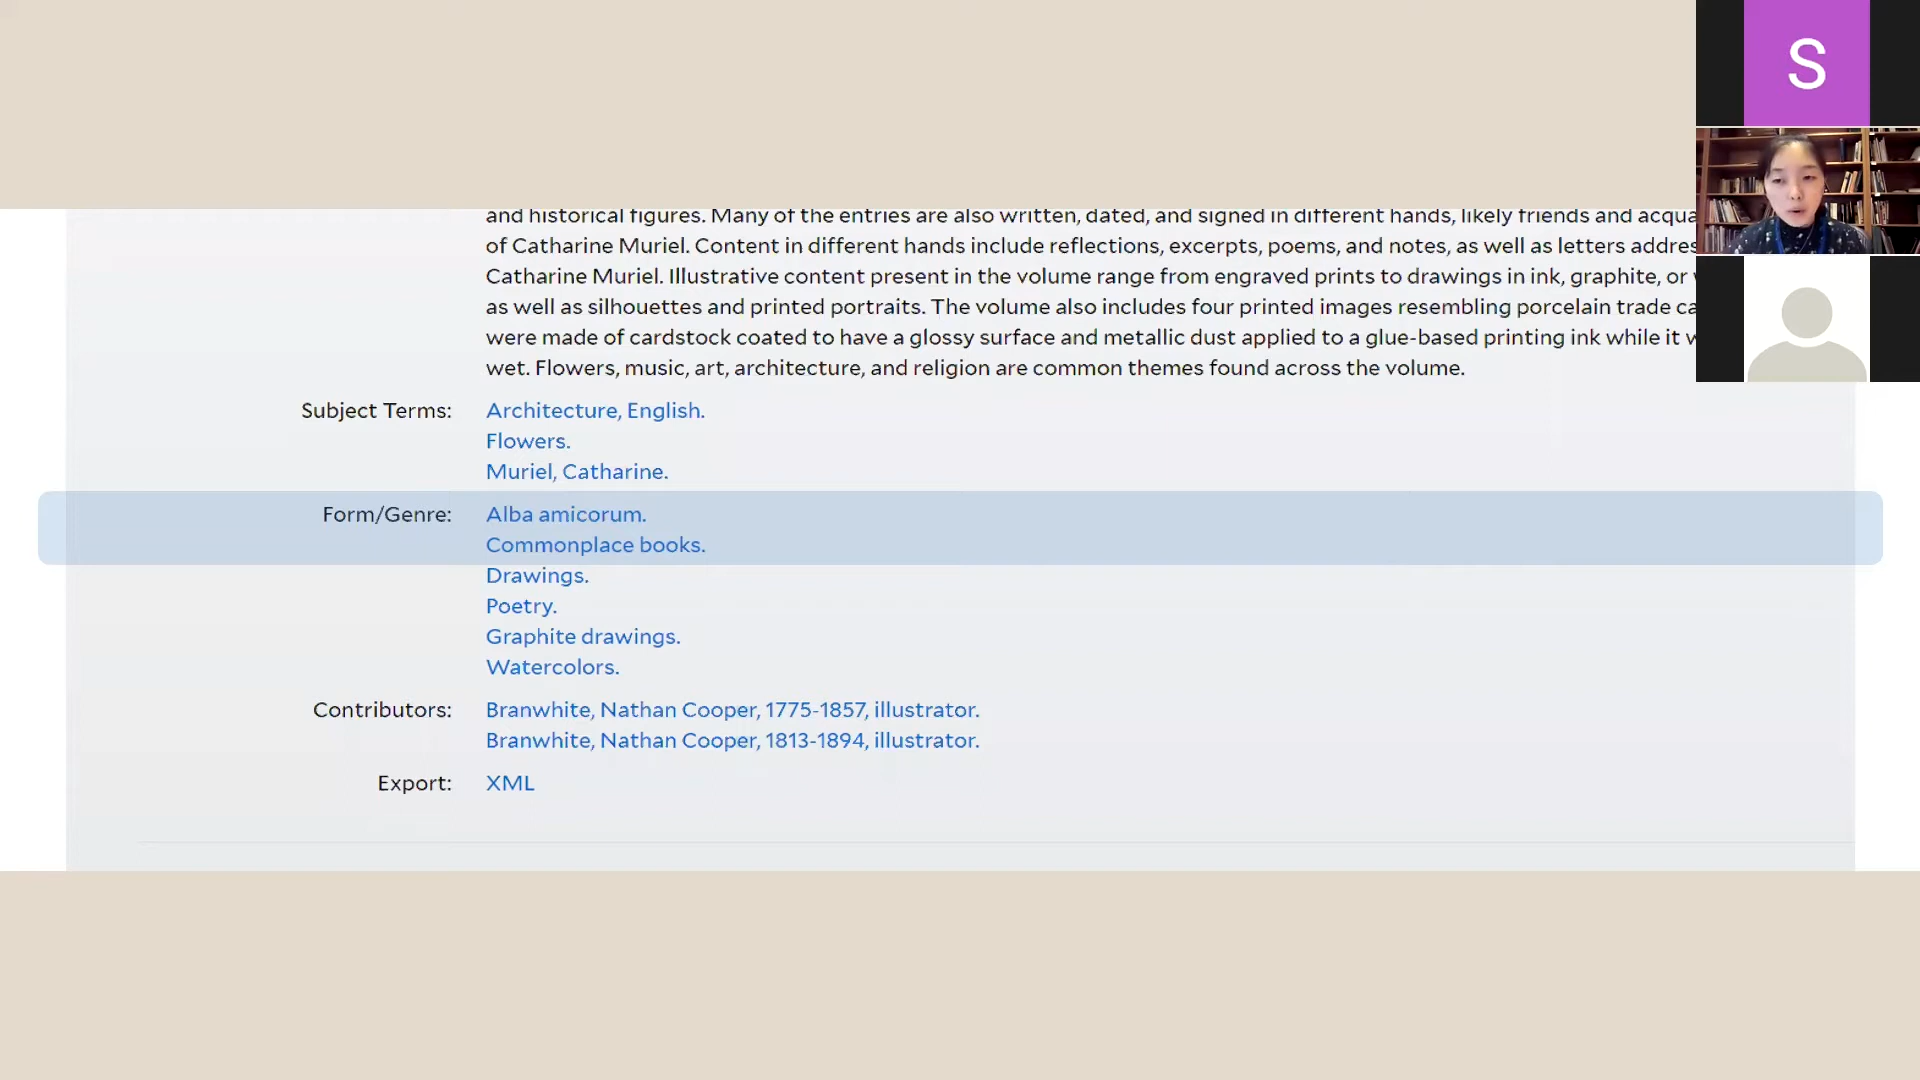 S
and historical figures. Many of the entries are also written, dated, and signed in different hands, likely friends and
of Catharine Muriel. Content in different hands include reflections, excerpts, poems, and notes, as well as letters
Catharine Muriel. Illustrative content present in the volume range from engraved prints to drawings in ink, graphite, or
as well as silhouettes and printed portraits. The volume also includes four printed images resembling porcelain trade
were made of cardstock coated to have a glossy surface and metallic dust applied to a glue-based printing ink while it
wet. Flowers, music, art, architecture, and religion are common themes found across the volume.
Subject Terms: Architecture, English.
Flowers.
Muriel, Catharine.
Form/Genre: Alba amicorum.
Commonplace books.
Drawings.
Poetry.
Graphite drawings.
Watercolors.
Contributors: Branwhite, Nathan Cooper, 1775-1857, illustrator.
Branwhite, Nathan Cooper, 1813-1894, illustrator.
Export: XML